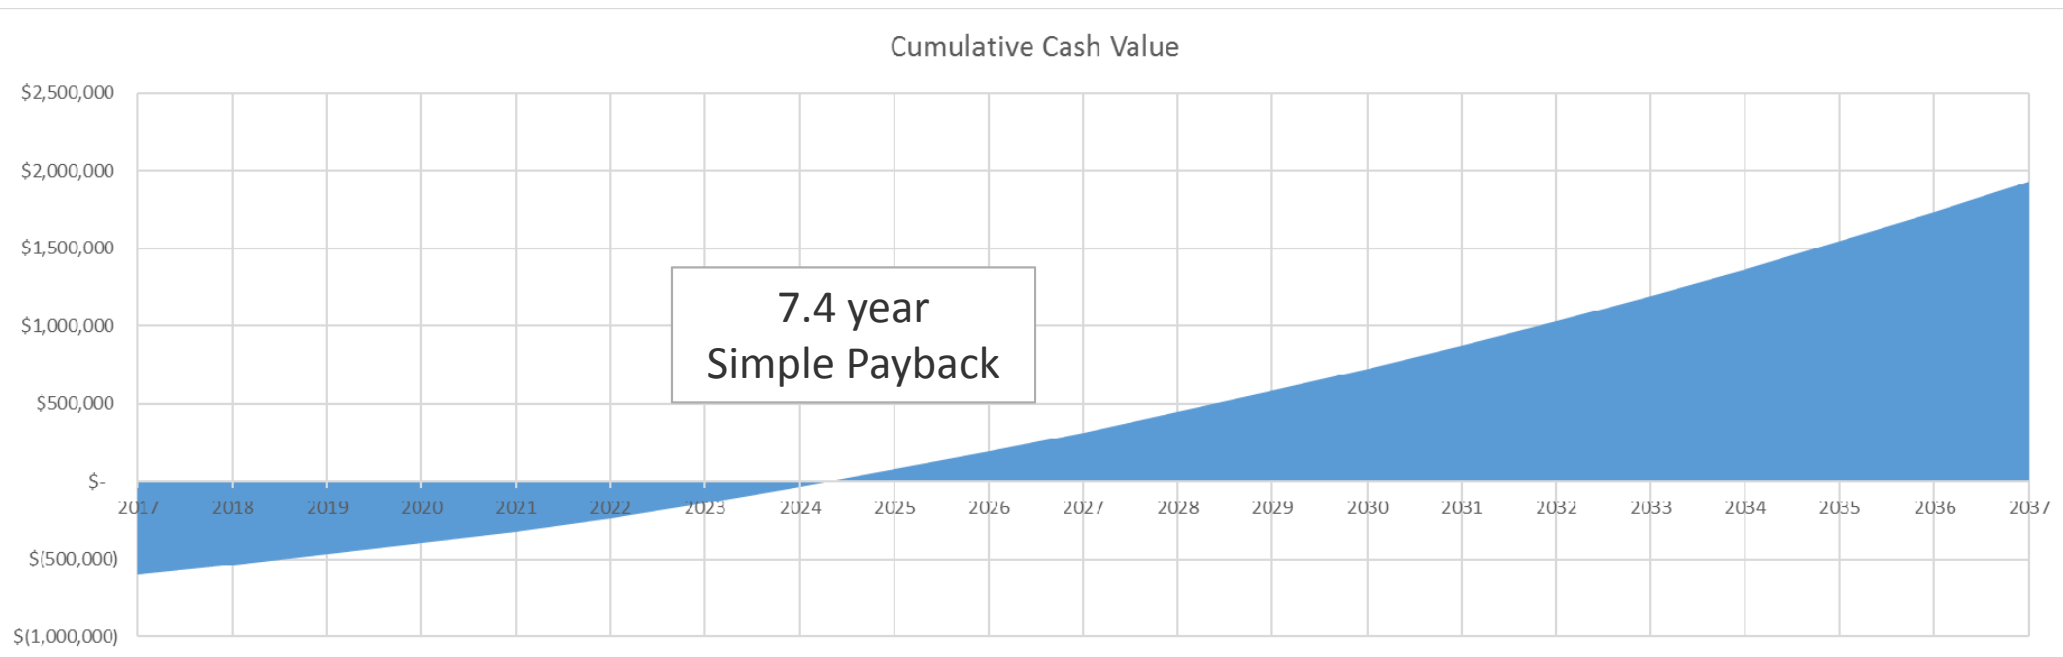 Cumulative Cash Value
$2,500,000
$2,000,000
$1,500,000
$1,000,000
$500,000
$-
$(500,000)
$(1,000,000)
7.4 year
Simple Payback
2017 2018 2019 2020 2021 2022 2023 2024 2025 2026 2027 2028 2029 2030 2031 2032 2033 2034 2035 2036 2037